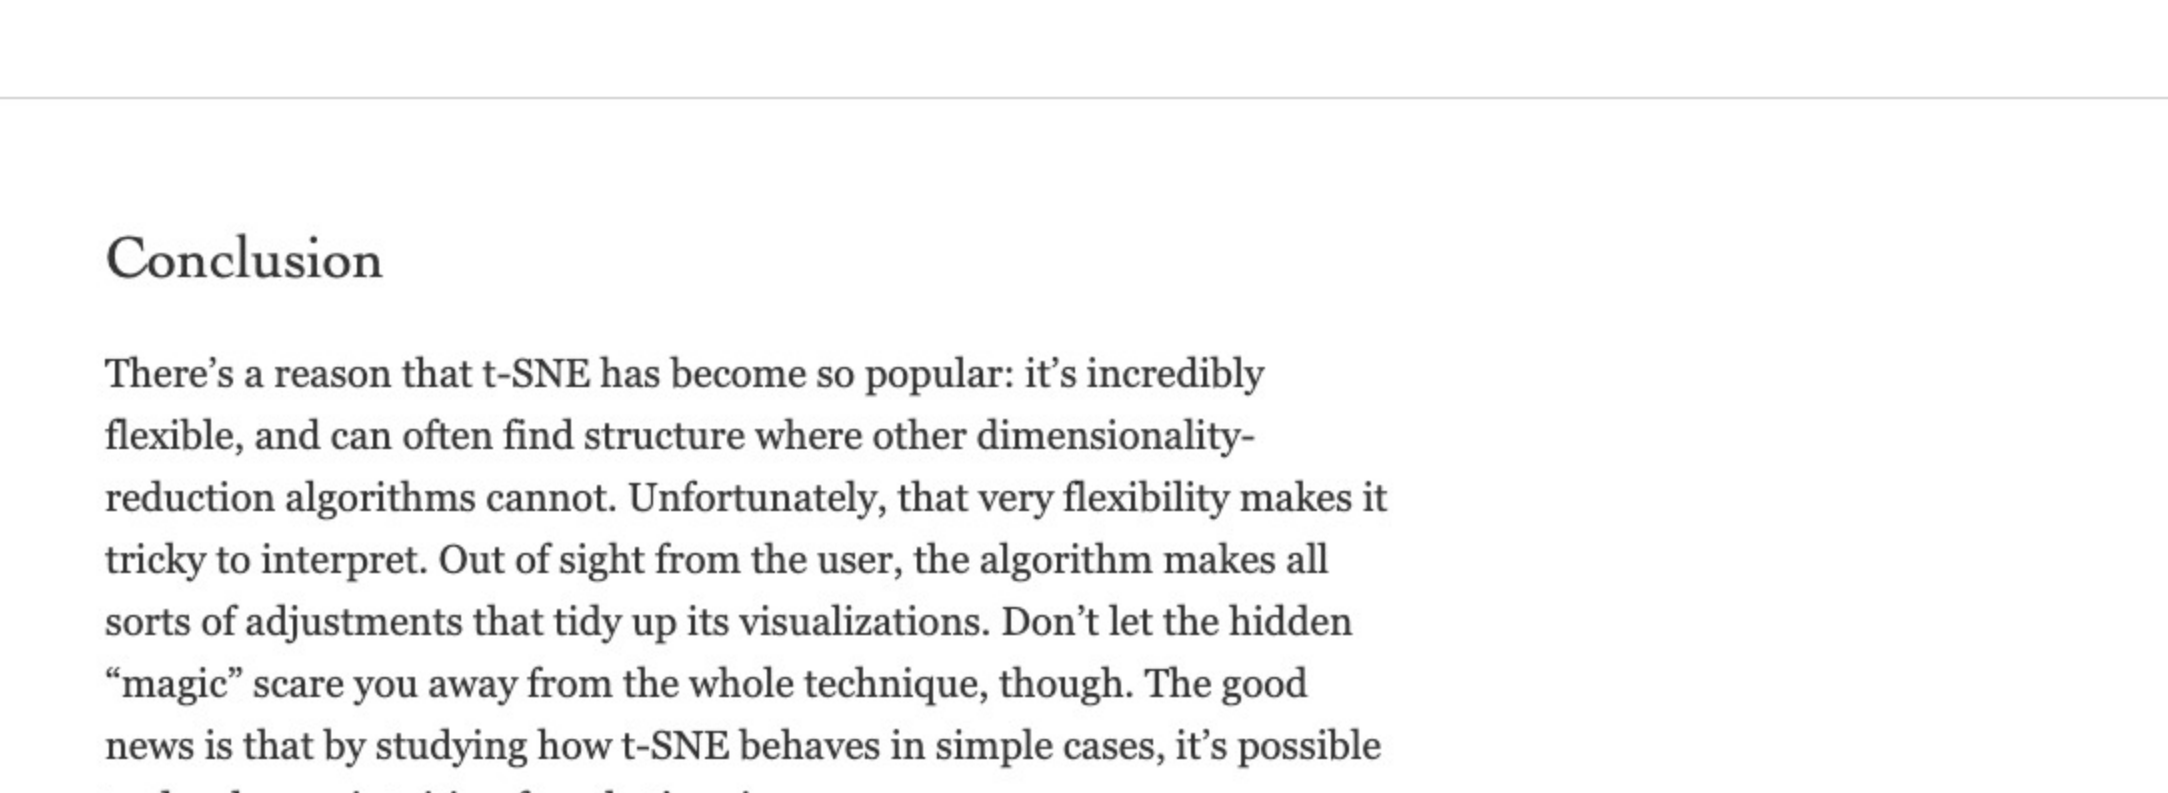 Conclusion
There’s a reason that t-SNE has become so popular: it’s incredibly
flexible, and can often find structure where other dimensionality-
reduction algorithms cannot. Unfortunately, that very flexibility makes it
tricky to interpret. Out of sight from the user, the algorithm makes all
sorts of adjustments that tidy up its visualizations. Don’t let the hidden
“magic” scare you away from the whole technique, though. The good
news is that by studying how t-SNE behaves in simple cases, it’s possible